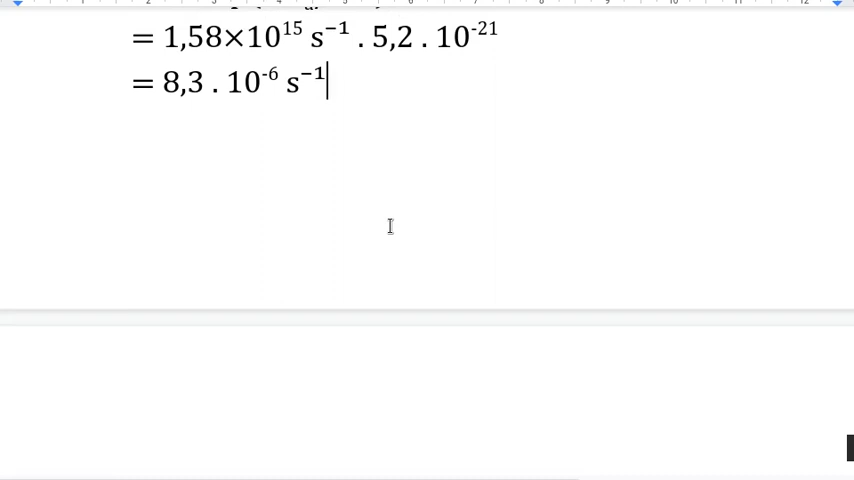 = 1,58×10¹⁵ s⁻¹ . 5,2 . 10⁻²¹
= 8,3 . 10⁻⁶ s⁻¹